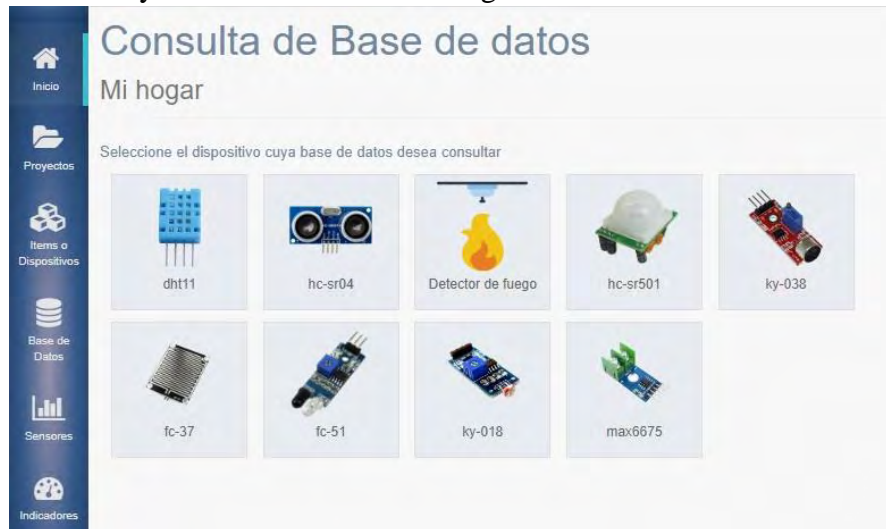 Consulta de Base de datos
Mi hogar
Seleccione el dispositivo cuya base de datos desea consultar
Inicio
Proyectos
Items o
Dispositivos
Base de
Datos
Sensores
Indicadores
dht11
hc-sr04
Detector de fuego
hc-sr501
ky-038
fc-37
fc-51
ky-018
max6675